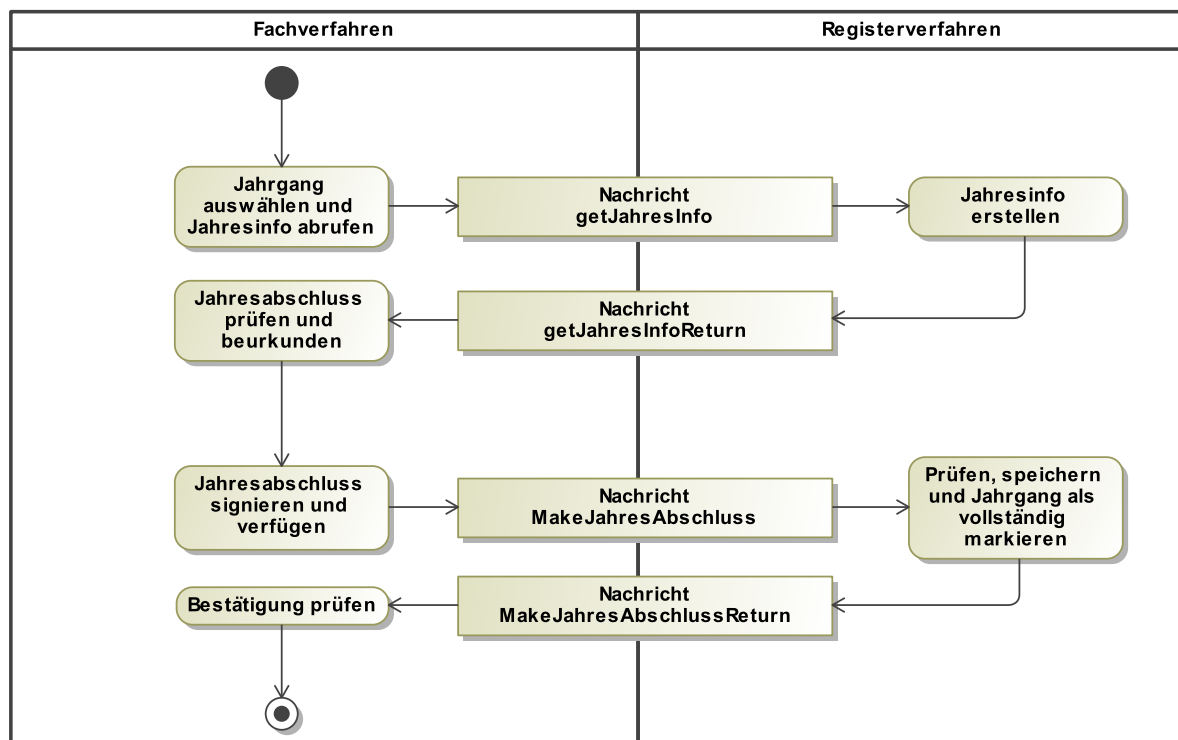 Fachverfahren
Registerverfahren
Jahrgang
auswählen und
Jahresinfo abrufen
Nachricht
getJahresInfo
Jahresinfo
erstellen
Jahresabschluss
prüfen und
beurkunden
Nachricht
getJahresInfoReturn
Jahresabschluss
signieren und
verfügen
Nachricht
MakeJahresAbschluss
Prüfen, speichern
und Jahrgang als
vollständig
markieren
Bestätigung prüfen
Nachricht
MakeJahresAbschlussReturn